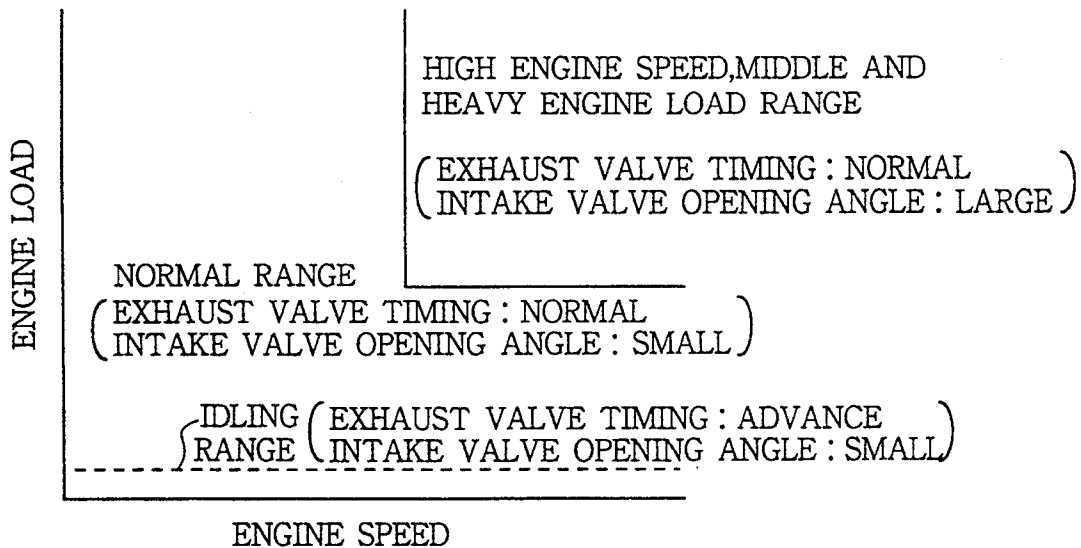 HIGH ENGINE SPEED,MIDDLE AND
HEAVY ENGINE LOAD RANGE
(EXHAUST VALVE TIMING : NORMAL
INTAKE VALVE OPENING ANGLE : LARGE)
ENGINE LOAD
NORMAL RANGE
(EXHAUST VALVE TIMING : NORMAL
INTAKE VALVE OPENING ANGLE : SMALL)
IDLING (EXHAUST VALVE TIMING : ADVANCE
RANGE INTAKE VALVE OPENING ANGLE : SMALL)
ENGINE SPEED